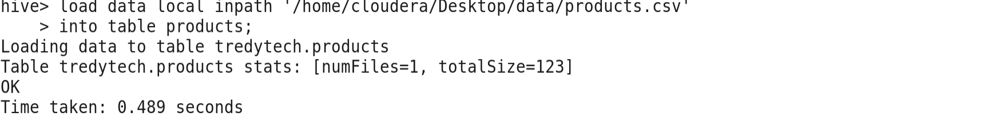 hive> load data local inpath '/home/cloudera/Desktop/data/products.csv'
    > into table products;
Loading data to table tredytech.products
Table tredytech.products stats: [numFiles=1, totalSize=123]
OK
Time taken: 0.489 seconds